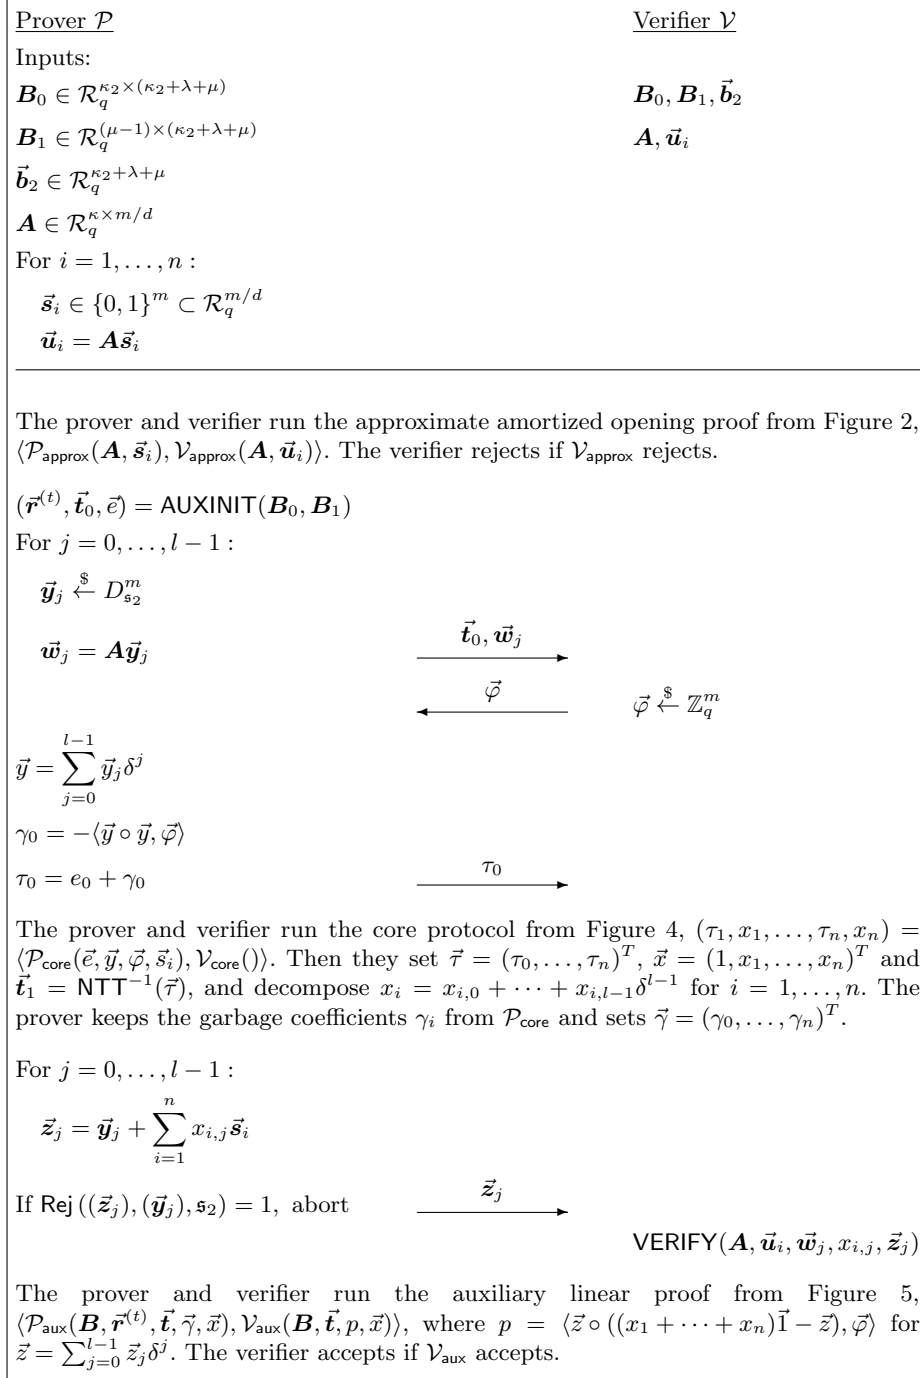 Prover 𝒫 Verifier 𝒱
Inputs:
𝑩₀ ∈ ℛ_q^{κ₂×(κ₂+λ+μ)} 𝑩₀, 𝑩₁, 𝒃⃗₂
𝑩₁ ∈ ℛ_q^{(μ−1)×(κ₂+λ+μ)} 𝑨, 𝒖⃗ᵢ
𝒃⃗₂ ∈ ℛ_q^{κ₂+λ+μ}
𝑨 ∈ ℛ_q^{κ×m/d}
For i = 1, . . . , n :
𝒔⃗ᵢ ∈ {0, 1}^m ⊂ ℛ_q^{m/d}
𝒖⃗ᵢ = 𝑨𝒔⃗ᵢ
The prover and verifier run the approximate amortized opening proof from Figure 2,
⟨𝒫_approx(𝑨, 𝒔⃗ᵢ), 𝒱_approx(𝑨, 𝒖⃗ᵢ)⟩. The verifier rejects if 𝒱_approx rejects.
(𝒓⃗^{(t)}, 𝒕⃗₀, e⃗) = AUXINIT(𝑩₀, 𝑩₁)
For j = 0, . . . , l − 1 :
𝒚⃗ⱼ ←$ D_{𝔰₂}^m
𝒘⃗ⱼ = 𝑨𝒚⃗ⱼ 𝒕⃗₀, 𝒘⃗ⱼ
φ⃗ φ⃗ ←$ ℤ_q^m
y⃗ = ∑_{j=0}^{l−1} y⃗ⱼδ^j
γ₀ = −⟨y⃗ ∘ y⃗, φ⃗⟩
τ₀ = e₀ + γ₀ τ₀
The prover and verifier run the core protocol from Figure 4, (τ₁, x₁, . . . , τₙ, xₙ) =
⟨𝒫_core(e⃗, y⃗, φ⃗, s⃗ᵢ), 𝒱_core()⟩. Then they set τ⃗ = (τ₀, . . . , τₙ)^T, x⃗ = (1, x₁, . . . , xₙ)^T and
𝒕⃗₁ = NTT^{−1}(τ⃗), and decompose xᵢ = x_{i,0} + · · · + x_{i,l−1}δ^{l−1} for i = 1, . . . , n. The
prover keeps the garbage coefficients γᵢ from 𝒫_core and sets γ⃗ = (γ₀, . . . , γₙ)^T.
For j = 0, . . . , l − 1 :
𝒛⃗ⱼ = 𝒚⃗ⱼ + ∑_{i=1}^{n} x_{i,j}𝒔⃗ᵢ
If Rej ((𝒛⃗ⱼ), (𝒚⃗ⱼ), 𝔰₂) = 1, abort 𝒛⃗ⱼ
VERIFY(𝑨, 𝒖⃗ᵢ, 𝒘⃗ⱼ, x_{i,j}, 𝒛⃗ⱼ)
The prover and verifier run the auxiliary linear proof from Figure 5,
⟨𝒫_aux(𝑩, 𝒓⃗^{(t)}, 𝒕⃗, γ⃗, x⃗), 𝒱_aux(𝑩, 𝒕⃗, p, x⃗)⟩, where p = ⟨z⃗ ∘ ((x₁ + · · · + xₙ)1⃗ − z⃗), φ⃗⟩ for
z⃗ = ∑_{j=0}^{l−1} z⃗ⱼδ^j. The verifier accepts if 𝒱_aux accepts.